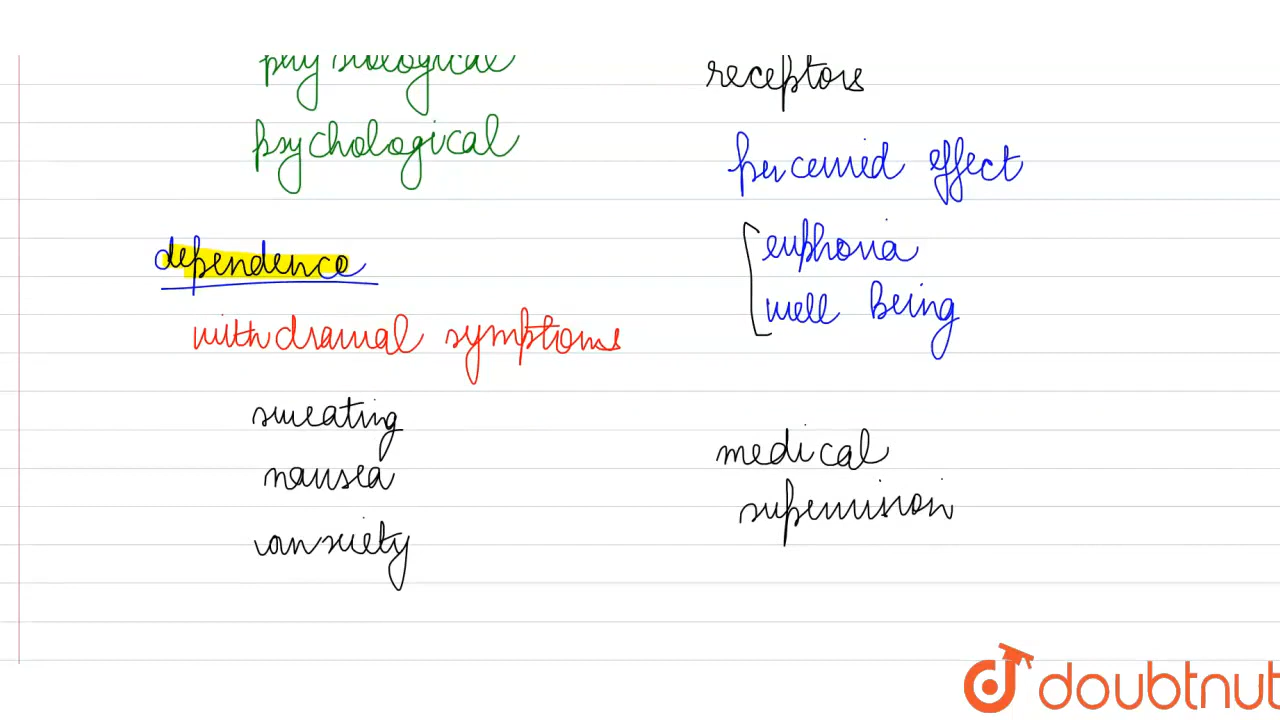 physiological
psychological
dependence
withdrawal symptoms
sweating
nausea
anxiety
receptors
perceived effect
euphoria
well being
medical
supervision
doubtnut